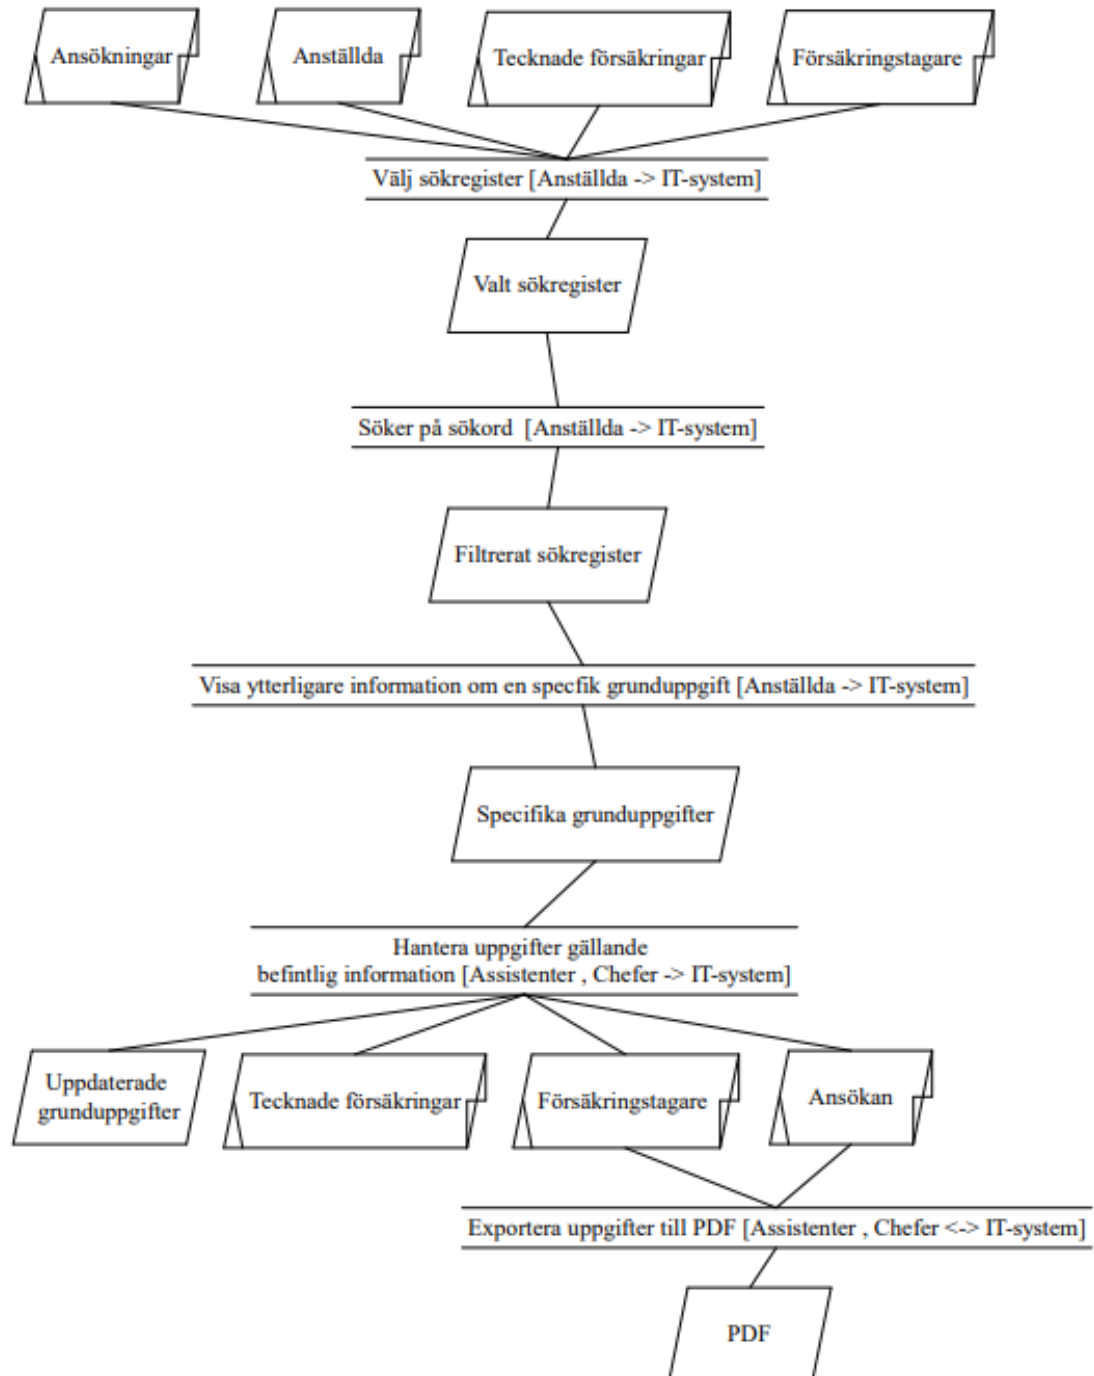 Ansökningar
Anställda
Tecknade försäkringar
Försäkringstagare
Välj sökregister [Anställda -> IT-system]
Valt sökregister
Söker på sökord [Anställda -> IT-system]
Filtrerat sökregister
Visa ytterligare information om en specfik grunduppgift [Anställda -> IT-system]
Specifika grunduppgifter
Hantera uppgifter gällande
befintlig information [Assistenter , Chefer -> IT-system]
Uppdaterade
grunduppgifter
Tecknade försäkringar
Försäkringstagare
Ansökan
Exportera uppgifter till PDF [Assistenter , Chefer <-> IT-system]
PDF